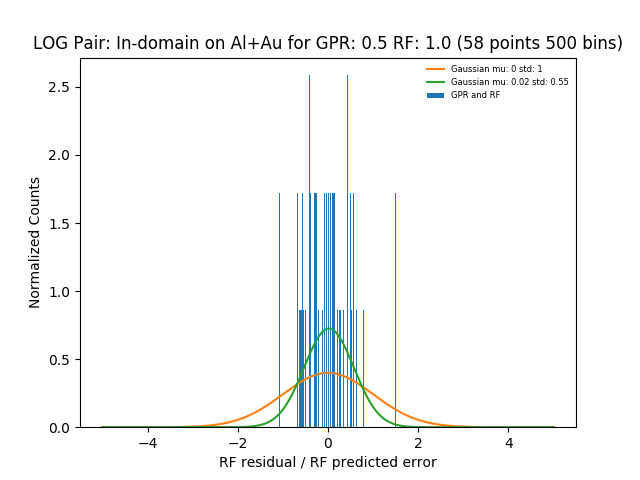 LOG Pair: In-domain on Al+Au for GPR: 0.5 RF: 1.0 (58 points 500 bins)
Gaussian mu: 0 std: 1
Gaussian mu: 0.02 std: 0.55
GPR and RF
Normalized Counts
2.5
2.0
1.5
1.0
0.5
0.0
−4 −2 0 2 4
RF residual / RF predicted error